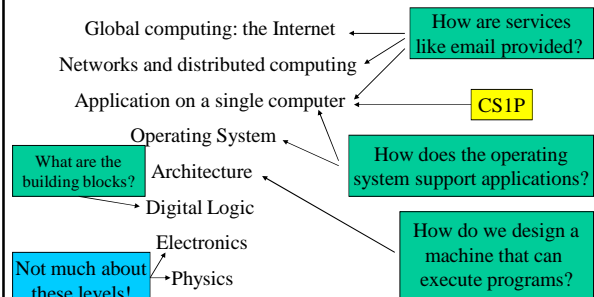 Global computing: the Internet
Networks and distributed computing
Application on a single computer
Operating System
Architecture
Digital Logic
Electronics
Physics
How are services
like email provided?
CS1P
How does the operating
system support applications?
What are the
building blocks?
How do we design a
machine that can
execute programs?
Not much about
these levels!